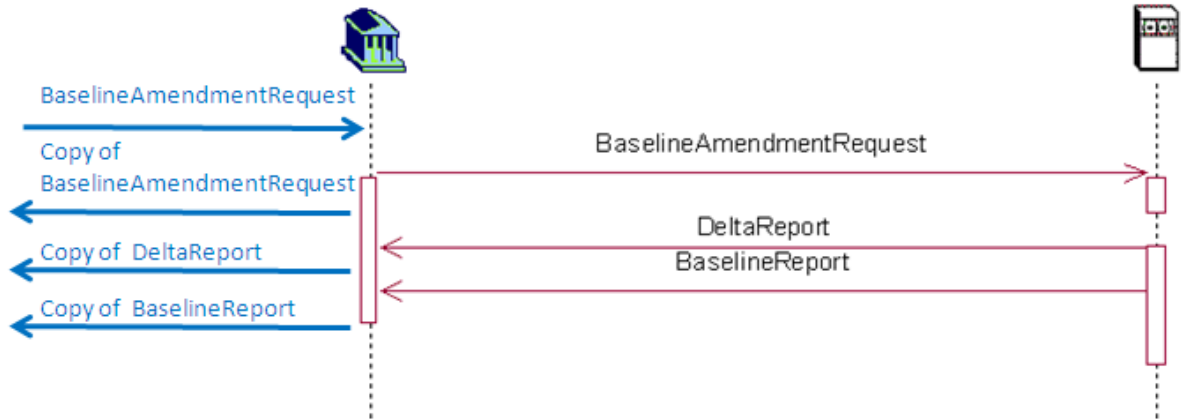 BaselineAmendmentRequest
Copy of
BaselineAmendmentRequest
Copy of DeltaReport
Copy of BaselineReport
BaselineAmendmentRequest
DeltaReport
BaselineReport